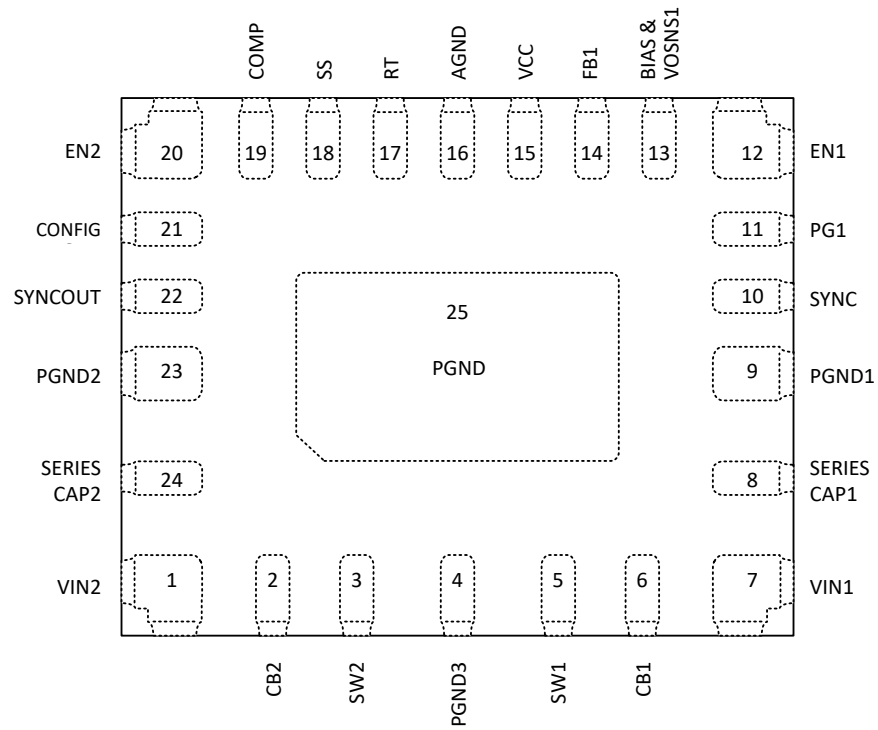 COMP
SS
RT
AGND
VCC
FB1
BIAS &
VOSNS1
EN2
20
19
18
17
16
15
14
13
12
EN1
CONFIG
21
11
PG1
SYNCOUT
22
10
SYNC
25
PGND2
23
PGND
9
PGND1
SERIES
CAP2
24
8
SERIES
CAP1
VIN2
1
2
3
4
5
6
7
VIN1
CB2
SW2
PGND3
SW1
CB1